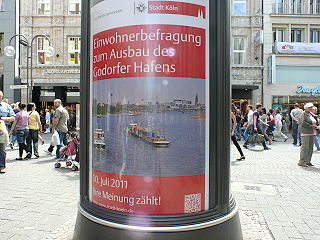 Stadt Köln
Einwohnerbefragung
zum Ausbau des
Godorfer Hafens
10. Juli 2011
Ihre Meinung zählt!